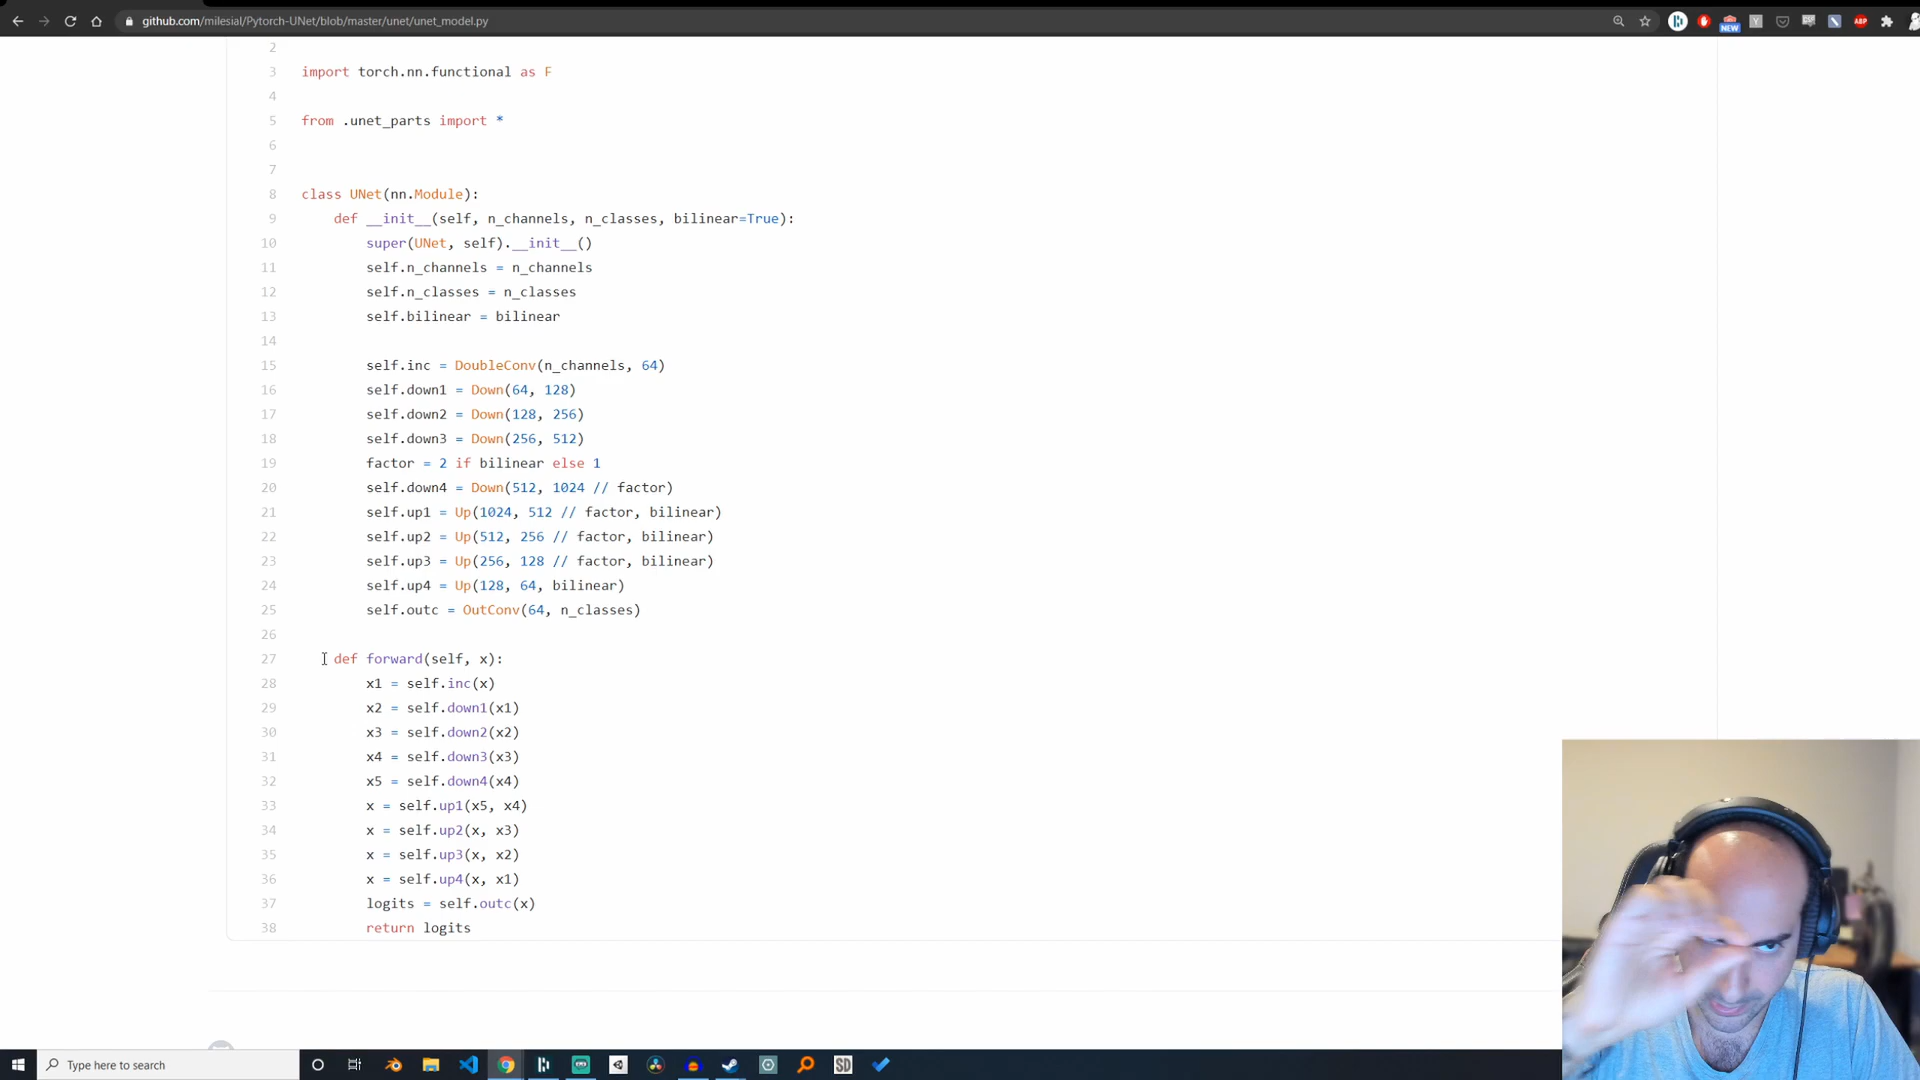 github.com/milesial/Pytorch-UNet/blob/master/unet/unet_model.py
NEW
Y
ABP
2
3 import torch.nn.functional as F
4
5 from .unet_parts import *
6
7
8 class UNet(nn.Module):
9 def __init__(self, n_channels, n_classes, bilinear=True):
10 super(UNet, self).__init__()
11 self.n_channels = n_channels
12 self.n_classes = n_classes
13 self.bilinear = bilinear
14
15 self.inc = DoubleConv(n_channels, 64)
16 self.down1 = Down(64, 128)
17 self.down2 = Down(128, 256)
18 self.down3 = Down(256, 512)
19 factor = 2 if bilinear else 1
20 self.down4 = Down(512, 1024 // factor)
21 self.up1 = Up(1024, 512 // factor, bilinear)
22 self.up2 = Up(512, 256 // factor, bilinear)
23 self.up3 = Up(256, 128 // factor, bilinear)
24 self.up4 = Up(128, 64, bilinear)
25 self.outc = OutConv(64, n_classes)
26
27 def forward(self, x):
28 x1 = self.inc(x)
29 x2 = self.down1(x1)
30 x3 = self.down2(x2)
31 x4 = self.down3(x3)
32 x5 = self.down4(x4)
33 x = self.up1(x5, x4)
34 x = self.up2(x, x3)
35 x = self.up3(x, x2)
36 x = self.up4(x, x1)
37 logits = self.outc(x)
38 return logits
Type here to search
SD